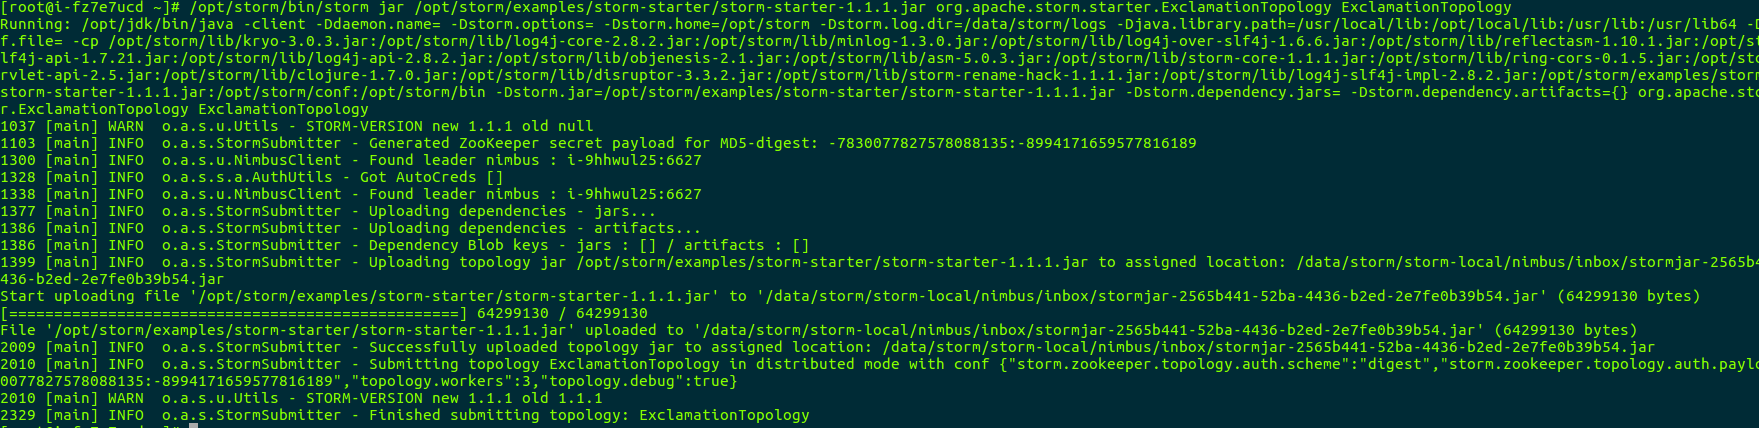 [root@i-fz7e7ucd ~]# /opt/storm/bin/storm jar /opt/storm/examples/storm-starter/storm-starter-1.1.1.jar org.apache.storm.starter.ExclamationTopology ExclamationTopology
Running: /opt/jdk/bin/java -client -Ddaemon.name= -Dstorm.options= -Dstorm.home=/opt/storm -Dstorm.log.dir=/data/storm/logs -Djava.library.path=/usr/local/lib:/opt/local/lib:/usr/lib:/usr/lib64 -D
f.file= -cp /opt/storm/lib/kryo-3.0.3.jar:/opt/storm/lib/log4j-core-2.8.2.jar:/opt/storm/lib/minlog-1.3.0.jar:/opt/storm/lib/log4j-over-slf4j-1.6.6.jar:/opt/storm/lib/reflectasm-1.10.1.jar:/opt/st
lf4j-api-1.7.21.jar:/opt/storm/lib/log4j-api-2.8.2.jar:/opt/storm/lib/objenesis-2.1.jar:/opt/storm/lib/asm-5.0.3.jar:/opt/storm/lib/storm-core-1.1.1.jar:/opt/storm/lib/ring-cors-0.1.5.jar:/opt/sto
rvlet-api-2.5.jar:/opt/storm/lib/clojure-1.7.0.jar:/opt/storm/lib/disruptor-3.3.2.jar:/opt/storm/lib/storm-rename-hack-1.1.1.jar:/opt/storm/lib/log4j-slf4j-impl-2.8.2.jar:/opt/storm/examples/storm
storm-starter-1.1.1.jar:/opt/storm/conf:/opt/storm/bin -Dstorm.jar=/opt/storm/examples/storm-starter/storm-starter-1.1.1.jar -Dstorm.dependency.jars= -Dstorm.dependency.artifacts={} org.apache.sto
r.ExclamationTopology ExclamationTopology
1037 [main] WARN  o.a.s.u.Utils - STORM-VERSION new 1.1.1 old null
1103 [main] INFO  o.a.s.StormSubmitter - Generated ZooKeeper secret payload for MD5-digest: -7830077827578088135:-8994171659577816189
1300 [main] INFO  o.a.s.u.NimbusClient - Found leader nimbus : i-9hhwul25:6627
1328 [main] INFO  o.a.s.s.a.AuthUtils - Got AutoCreds []
1338 [main] INFO  o.a.s.u.NimbusClient - Found leader nimbus : i-9hhwul25:6627
1377 [main] INFO  o.a.s.StormSubmitter - Uploading dependencies - jars...
1386 [main] INFO  o.a.s.StormSubmitter - Uploading dependencies - artifacts...
1386 [main] INFO  o.a.s.StormSubmitter - Dependency Blob keys - jars : [] / artifacts : []
1399 [main] INFO  o.a.s.StormSubmitter - Uploading topology jar /opt/storm/examples/storm-starter/storm-starter-1.1.1.jar to assigned location: /data/storm/storm-local/nimbus/inbox/stormjar-2565b4
436-b2ed-2e7fe0b39b54.jar
Start uploading file '/opt/storm/examples/storm-starter/storm-starter-1.1.1.jar' to '/data/storm/storm-local/nimbus/inbox/stormjar-2565b441-52ba-4436-b2ed-2e7fe0b39b54.jar' (64299130 bytes)
[==================================================] 64299130 / 64299130
File '/opt/storm/examples/storm-starter/storm-starter-1.1.1.jar' uploaded to '/data/storm/storm-local/nimbus/inbox/stormjar-2565b441-52ba-4436-b2ed-2e7fe0b39b54.jar' (64299130 bytes)
2009 [main] INFO  o.a.s.StormSubmitter - Successfully uploaded topology jar to assigned location: /data/storm/storm-local/nimbus/inbox/stormjar-2565b441-52ba-4436-b2ed-2e7fe0b39b54.jar
2010 [main] INFO  o.a.s.StormSubmitter - Submitting topology ExclamationTopology in distributed mode with conf {"storm.zookeeper.topology.auth.scheme":"digest","storm.zookeeper.topology.auth.paylo
0077827578088135:-8994171659577816189","topology.workers":3,"topology.debug":true}
2010 [main] WARN  o.a.s.u.Utils - STORM-VERSION new 1.1.1 old 1.1.1
2329 [main] INFO  o.a.s.StormSubmitter - Finished submitting topology: ExclamationTopology